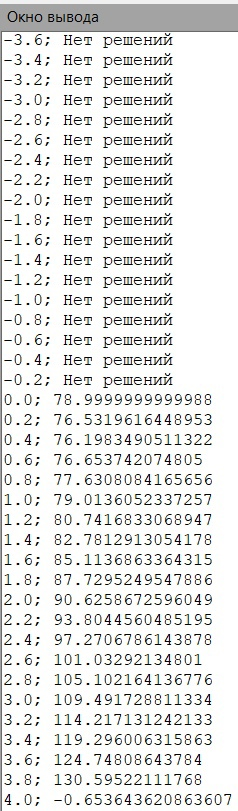 Окно вывода
-3.6; Нет решений
-3.4; Нет решений
-3.2; Нет решений
-3.0; Нет решений
-2.8; Нет решений
-2.6; Нет решений
-2.4; Нет решений
-2.2; Нет решений
-2.0; Нет решений
-1.8; Нет решений
-1.6; Нет решений
-1.4; Нет решений
-1.2; Нет решений
-1.0; Нет решений
-0.8; Нет решений
-0.6; Нет решений
-0.4; Нет решений
-0.2; Нет решений
0.0; 78.9999999999988
0.2; 76.5319616448953
0.4; 76.1983490511322
0.6; 76.653742074805
0.8; 77.6308084165656
1.0; 79.0136052337257
1.2; 80.7416833068947
1.4; 82.7812913054178
1.6; 85.1136863364315
1.8; 87.7295249547886
2.0; 90.6258672596049
2.2; 93.8044560485195
2.4; 97.2706786143878
2.6; 101.03292134801
2.8; 105.102164136776
3.0; 109.491728811334
3.2; 114.217131242133
3.4; 119.296006315863
3.6; 124.74808643784
3.8; 130.59522111768
4.0; -0.653643620863607